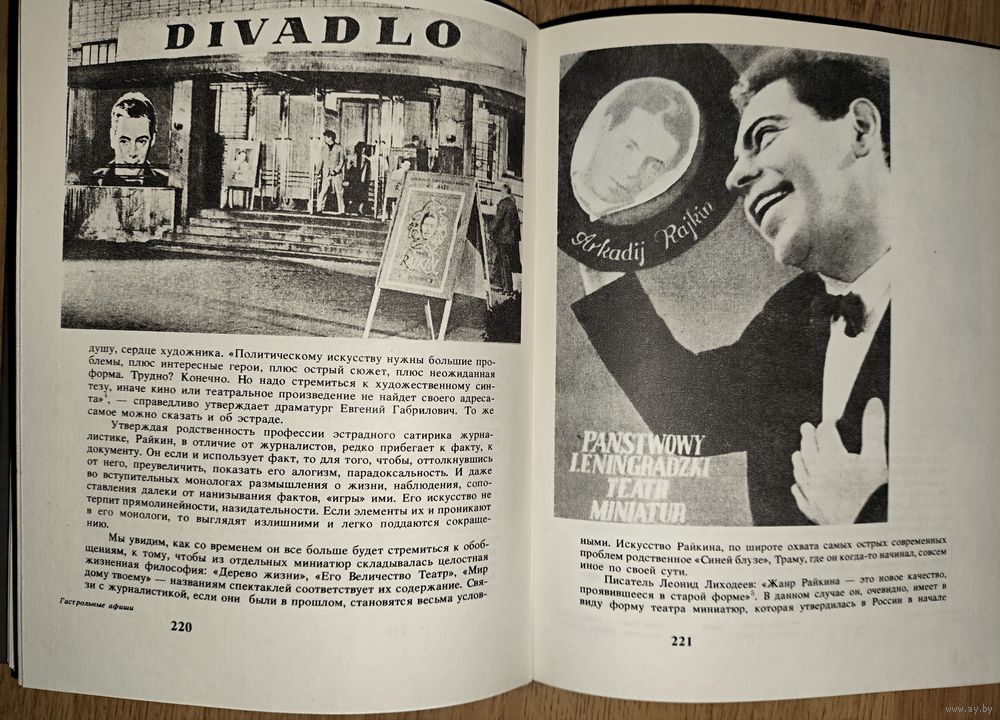 DIVADLO
душу, сердце художника. «Политическому искусству нужны большие про-
блемы, плюс интересные герои, плюс острый сюжет, плюс неожиданная
форма. Трудно? Конечно. Но надо стремиться к художественному син-
тезу, иначе кино или театральное произведение не найдет своего адреса-
та»⁴, — справедливо утверждает драматург Евгений Габрилович. То же
самое можно сказать и об эстраде.
Утверждая родственность профессии эстрадного сатирика журна-
листике, Райкин, в отличие от журналистов, редко прибегает к факту, к
документу. Он если и использует факт, то для того, чтобы, оттолкнувшись
от него, преувеличить, показать его алогизм, парадоксальность. И даже
во вступительных монологах размышления о жизни, наблюдения, сопо-
ставления далеки от нанизывания фактов, «игры» ими. Его искусство не
терпит прямолинейности, назидательности. Если элементы их и проникают
в его монологи, то выглядят излишними и легко поддаются сокраще-
нию.
Мы увидим, как со временем он все больше будет стремиться к обоб-
щениям, к тому, чтобы из отдельных миниатюр складывалась целостная
жизненная философия: «Дерево жизни», «Его Величество Театр», «Мир
дому твоему» — названиям спектаклей соответствует их содержание. Свя-
зи с журналистикой, если они были в прошлом, становятся весьма услов-
Гастрольные афиши
220
Arkadij Rajkin
PAŃSTWOWY
LENINGRADZKI
TEATR
MINIATUR
ными. Искусство Райкина, по широте охвата самых острых современных
проблем родственное «Синей блузе», Траму, где он когда-то начинал, совсем
иное по своей сути.
Писатель Леонид Лиходеев: «Жанр Райкина — это новое качество,
проявившееся в старой форме»⁵. В данном случае он, очевидно, имеет в
виду форму театра миниатюр, которая утвердилась в России в начале
221
www.ay.by